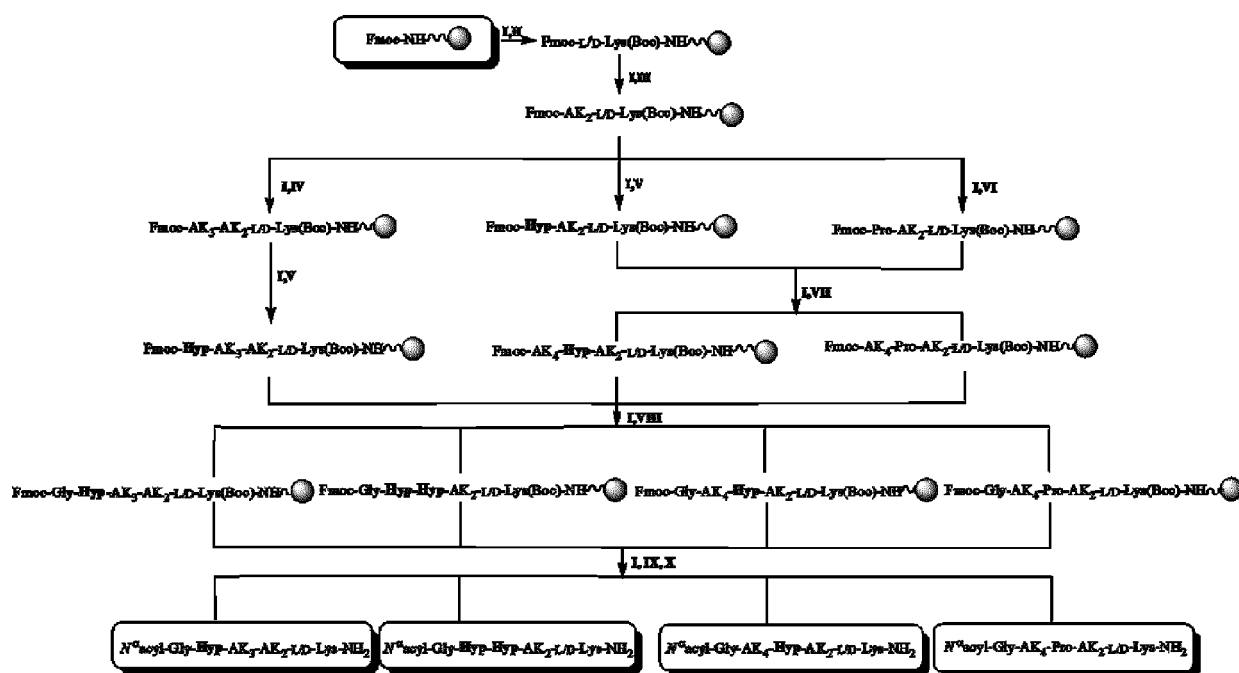 Fmoc-NH
I,II
Fmoc-L/D-Lys(Boc)-NH
I,III
Fmoc-AK2-L/D-Lys(Boc)-NH
I,IV
I,V
I,VI
Fmoc-AK3-AK2-L/D-Lys(Boc)-NH
Fmoc-Hyp-AK2-L/D-Lys(Boc)-NH
Fmoc-Pro-AK2-L/D-Lys(Boc)-NH
I,V
I,VII
Fmoc-Hyp-AK3-AK2-L/D-Lys(Boc)-NH
Fmoc-AK4-Hyp-AK2-L/D-Lys(Boc)-NH
Fmoc-AK4-Pro-AK2-L/D-Lys(Boc)-NH
I,VIII
Fmoc-Gly-Hyp-AK3-AK2-L/D-Lys(Boc)-NH
Fmoc-Gly-Hyp-Hyp-AK2-L/D-Lys(Boc)-NH
Fmoc-Gly-AK4-Hyp-AK2-L/D-Lys(Boc)-NH
Fmoc-Gly-AK4-Pro-AK2-L/D-Lys(Boc)-NH
I, IX, X
Nαacyl-Gly-Hyp-AK3-AK2-L/D-Lys-NH2
Nαacyl-Gly-Hyp-Hyp-AK2-L/D-Lys-NH2
Nαacyl-Gly-AK4-Hyp-AK2-L/D-Lys-NH2
Nαacyl-Gly-AK4-Pro-AK2-L/D-Lys-NH2